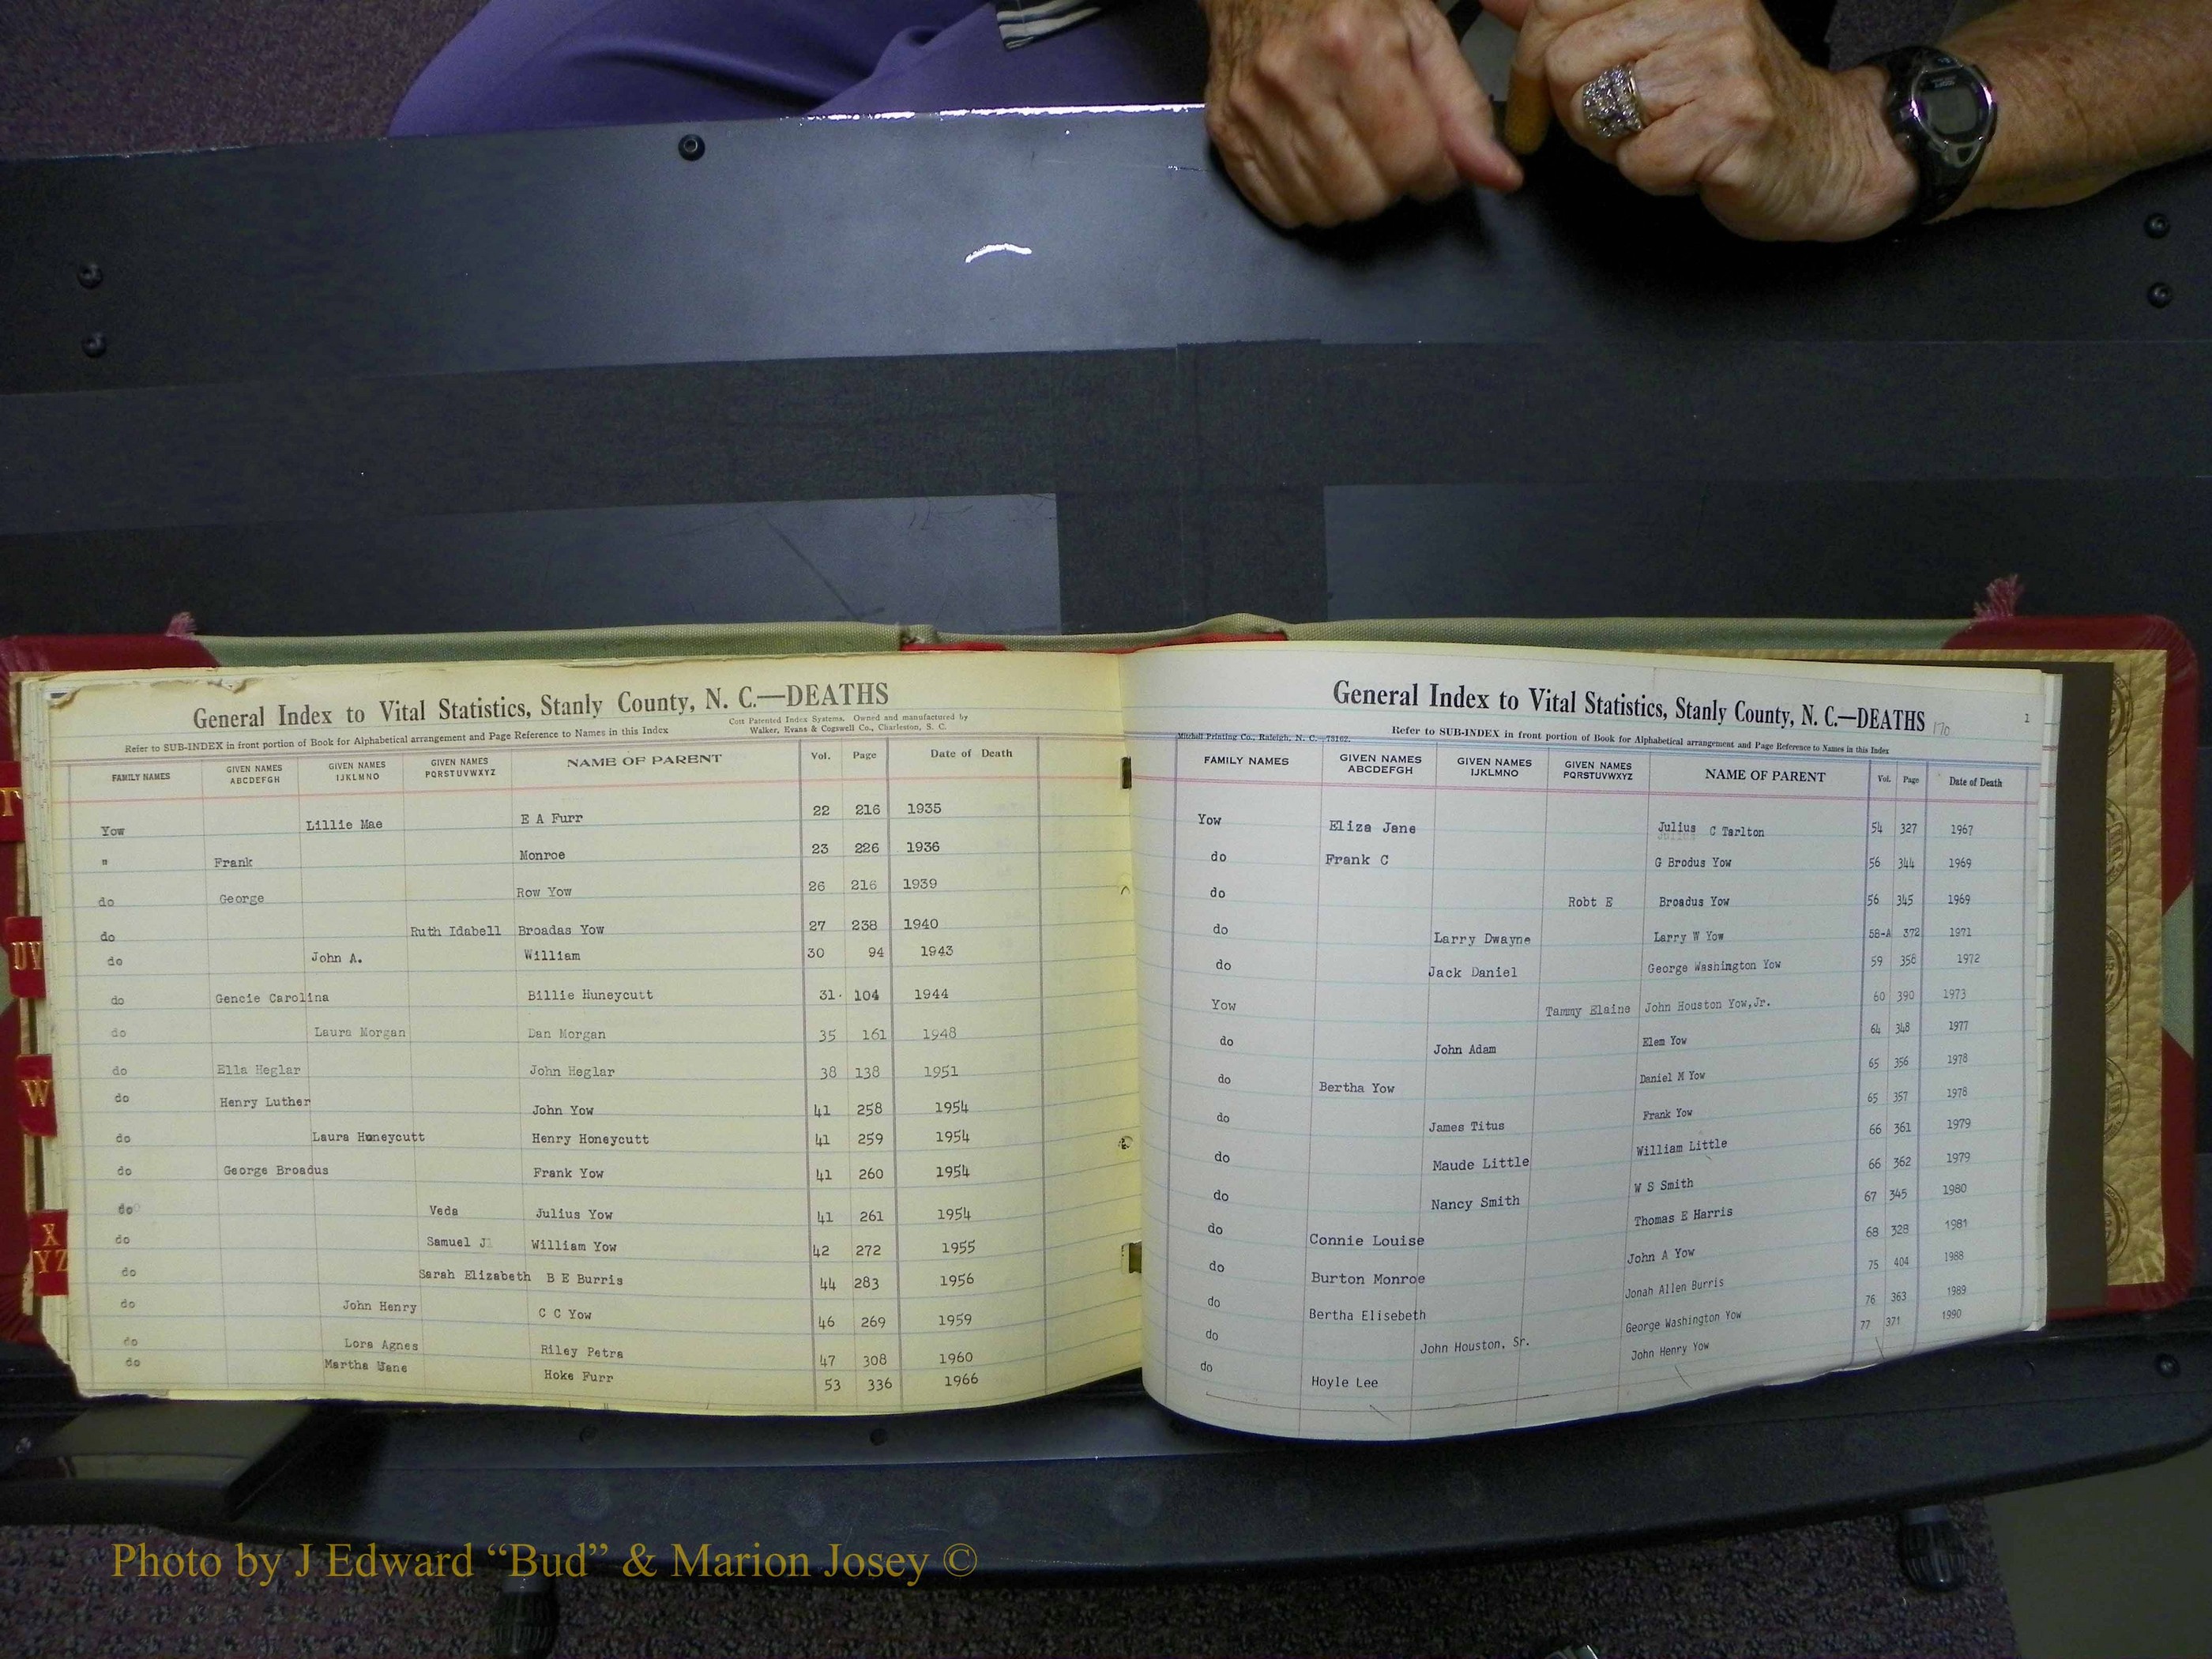 General Index to Vital Statistics, Stanly County, N. C.—DEATHS
Cott Patented Index Systems. Owned and manufactured by
Walker, Evans & Cogswell Co., Charleston, S. C.
Refer to SUB-INDEX in front portion of Book for Alphabetical arrangement and Page Reference to Names in this Index
FAMILY NAMES GIVEN NAMES ABCDEFGH GIVEN NAMES IJKLMNO GIVEN NAMES PQRSTUVWXYZ NAME OF PARENT Vol. Page Date of Death
Yow Lillie Mae E A Furr 22 216 1935
" Frank Monroe 23 226 1936
do George Row Yow 26 216 1939
do Ruth Idabell Broadas Yow 27 238 1940
do John A. William 30 94 1943
do Gencie Carolina Billie Huneycutt 31 104 1944
do Laura Morgan Dan Morgan 35 161 1948
do Ella Heglar John Heglar 38 138 1951
do Henry Luther John Yow 41 258 1954
do Laura Honeycutt Henry Honeycutt 41 259 1954
do George Broadus Frank Yow 41 260 1954
do Veda Julius Yow 41 261 1954
do Samuel J William Yow 42 272 1955
do Sarah Elizabeth B E Burris 44 283 1956
do John Henry C C Yow 46 269 1959
do Lora Agnes Riley Petra 47 308 1960
do Martha Jane Hoke Furr 53 336 1966
T
UV
W
X
YZ
General Index to Vital Statistics, Stanly County, N. C.—DEATHS 170 1
Mitchell Printing Co., Raleigh, N. C.—73162.
Refer to SUB-INDEX in front portion of Book for Alphabetical arrangement and Page Reference to Names in this Index
FAMILY NAMES GIVEN NAMES ABCDEFGH GIVEN NAMES IJKLMNO GIVEN NAMES PQRSTUVWXYZ NAME OF PARENT Vol. Page Date of Death
Yow Eliza Jane Julius C Tarlton 54 327 1967
do Frank C G Brodus Yow 56 344 1969
do Robt E Broadus Yow 56 345 1969
do Larry Dwayne Larry W Yow 58-A 372 1971
do Jack Daniel George Washington Yow 59 358 1972
Yow Tammy Elaine John Houston Yow,Jr. 60 390 1973
do John Adam Elem Yow 64 348 1977
do Bertha Yow Daniel M Yow 65 356 1978
do James Titus Frank Yow 65 357 1978
do Maude Little William Little 66 361 1979
do Nancy Smith W S Smith 66 362 1979
do Connie Louise Thomas E Harris 67 345 1980
do Burton Monroe John A Yow 68 328 1981
do Bertha Elisebeth Jonah Allen Burris 75 404 1988
do John Houston, Sr. George Washington Yow 76 363 1989
do Hoyle Lee John Henry Yow 77 371 1990
Photo by J Edward “Bud” & Marion Josey ©